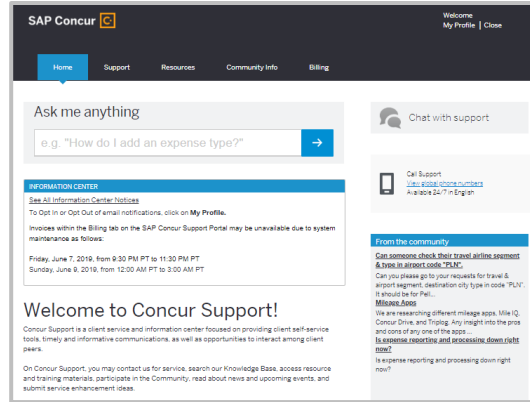 SAP Concur C
Welcome
My Profile | Close
Home Support Resources Community Info Billing
Ask me anything
e.g. "How do I add an expense type?"
Chat with support
Call Support
View global phone numbers
Available 24/7 in English
INFORMATION CENTER
See All Information Center Notices
To Opt In or Opt Out of email notifications, click on My Profile.
Invoices within the Billing tab on the SAP Concur Support Portal may be unavailable due to system
maintenance as follows:
Friday, June 7, 2019, from 9:30 PM PT to 11:30 PM PT
Sunday, June 9, 2019, from 12:00 AM PT to 3:00 AM PT
From the community
Can someone check their travel airline segment
& type in airport code "PLN".
Can you please go to your requests for travel &
airport segment, destination city type in code "PLN".
It should be for Pell...
Mileage Apps
We are researching different mileage apps, Mile IQ,
Concur Drive, and Triplog. Any insight into the pros
and cons of any one of the apps ...
Is expense reporting and processing down right
now?
Is expense reporting and processing down right
now?
Welcome to Concur Support!
Concur Support is a client service and information center focused on providing client self-service
tools, timely and informative communications, as well as opportunities to interact among client
peers.
On Concur Support, you may contact us for service, search our Knowledge Base, access resource
and training materials, participate in the Community, read about news and upcoming events, and
submit service enhancement ideas.